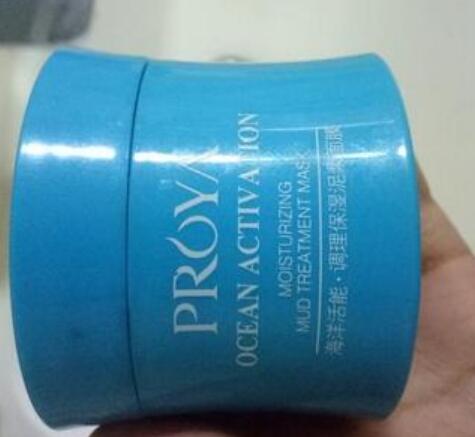 PROYA
OCEAN ACTIVATION
MOISTURIZING
MUD TREATMENT MASK
海洋活能·调理保湿泥浆面膜